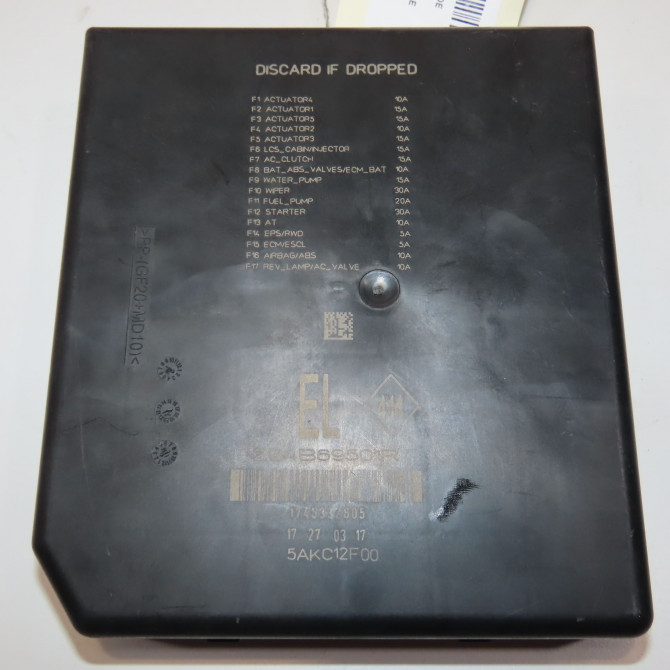 DISCARD IF DROPPED
F1 ACTUATOR4 10A
F2 ACTUATOR1 15A
F3 ACTUATOR5 15A
F4 ACTUATOR2 10A
F5 ACTUATOR3 15A
F6 LCS_CABIN/INJECTOR 15A
F7 AC_CLUTCH 15A
F8 BAT_ABS_VALVES/ECM_BAT 10A
F9 WATER_PUMP 15A
F10 WIPER 30A
F11 FUEL_PUMP 20A
F12 STARTER 30A
F13 AT 10A
F14 EPS/RWD 5A
F15 ECM/ESCL 5A
F16 AIRBAG/ABS 10A
F17 REV_LAMP/AC_VALVE 10A
>PP-(GF20+MD10)<
EL
17 27 03 17
5AKC12F00